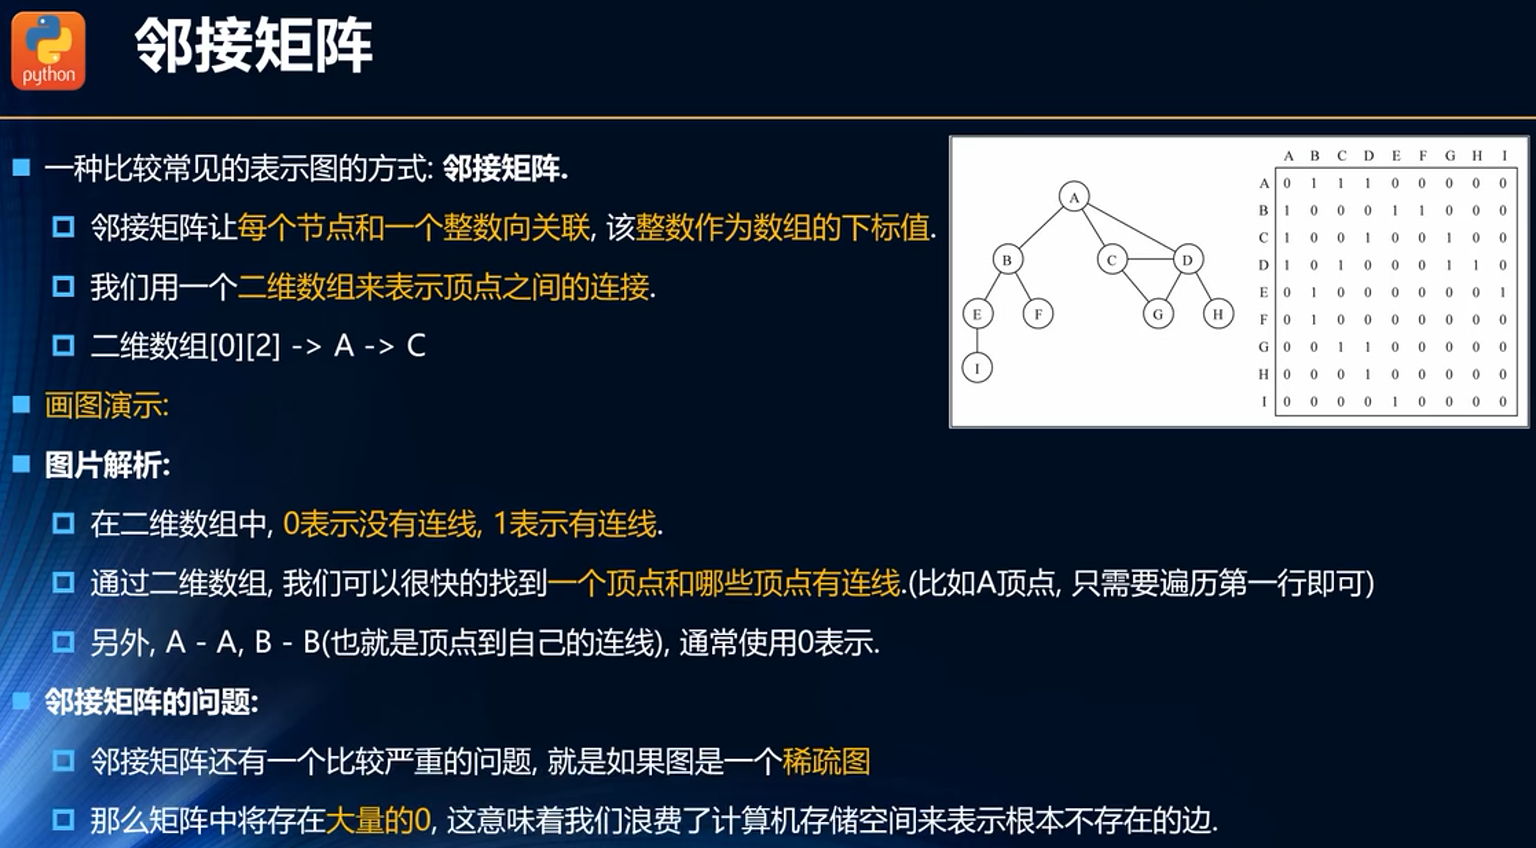 python
邻接矩阵
一种比较常见的表示图的方式: 邻接矩阵.
邻接矩阵让每个节点和一个整数向关联, 该整数作为数组的下标值.
我们用一个二维数组来表示顶点之间的连接.
二维数组[0][2] -> A -> C
画图演示:
图片解析:
在二维数组中, 0表示没有连线, 1表示有连线.
通过二维数组, 我们可以很快的找到一个顶点和哪些顶点有连线.(比如A顶点, 只需要遍历第一行即可)
另外, A - A, B - B(也就是顶点到自己的连线), 通常使用0表示.
邻接矩阵的问题:
邻接矩阵还有一个比较严重的问题, 就是如果图是一个稀疏图
那么矩阵中将存在大量的0, 这意味着我们浪费了计算机存储空间来表示根本不存在的边.
A
B C D
E F G H
I
A B C D E F G H I
A 0 1 1 1 0 0 0 0 0
B 1 0 0 0 1 1 0 0 0
C 1 0 0 1 0 0 1 0 0
D 1 0 1 0 0 0 1 1 0
E 0 1 0 0 0 0 0 0 1
F 0 1 0 0 0 0 0 0 0
G 0 0 1 1 0 0 0 0 0
H 0 0 0 1 0 0 0 0 0
I 0 0 0 0 1 0 0 0 0